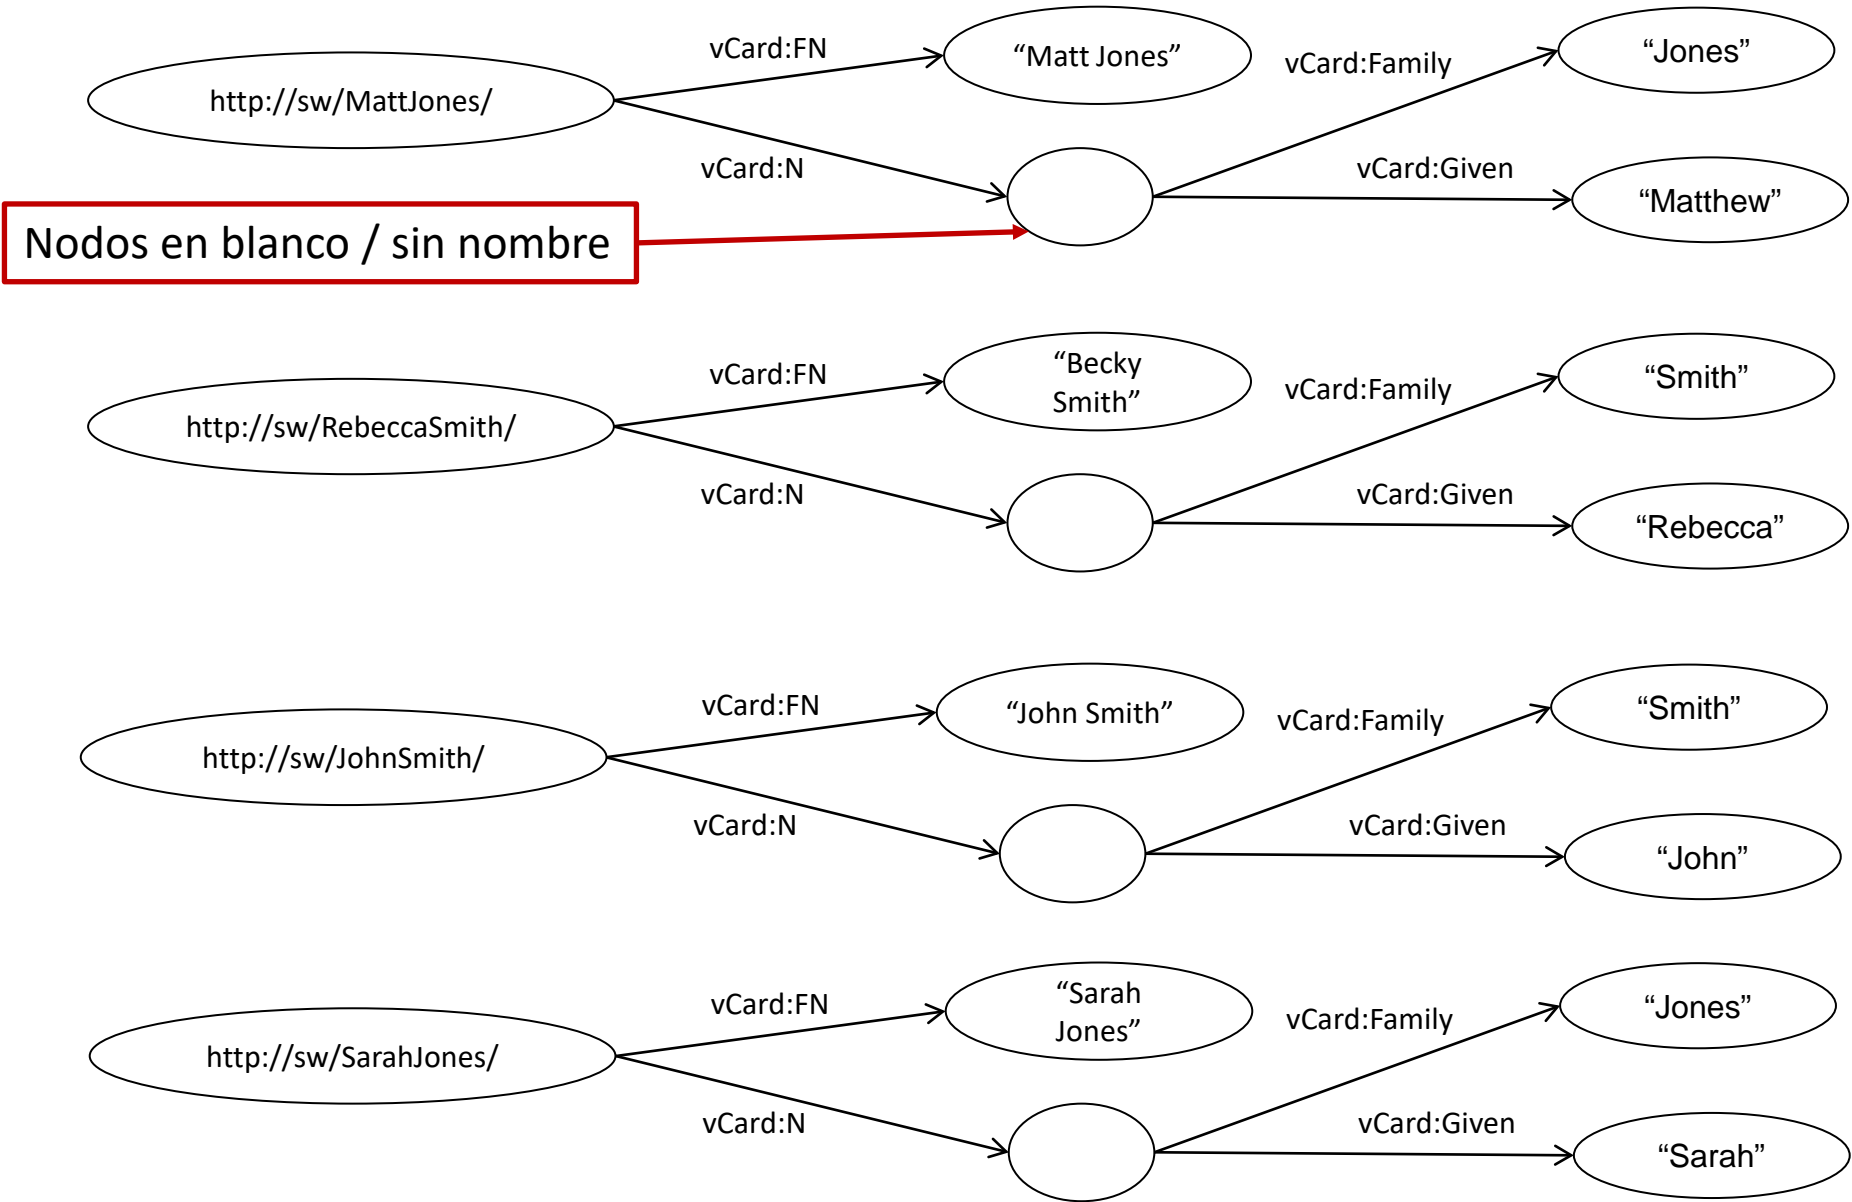 vCard:FN
“Matt Jones”
vCard:Family
“Jones”
http://sw/MattJones/
vCard:N
vCard:Given
“Matthew”
Nodos en blanco / sin nombre
vCard:FN
“Becky
Smith”
vCard:Family
“Smith”
http://sw/RebeccaSmith/
vCard:N
vCard:Given
“Rebecca”
vCard:FN
“John Smith”
vCard:Family
“Smith”
http://sw/JohnSmith/
vCard:N
vCard:Given
“John”
vCard:FN
“Sarah
Jones”
vCard:Family
“Jones”
http://sw/SarahJones/
vCard:N
vCard:Given
“Sarah”